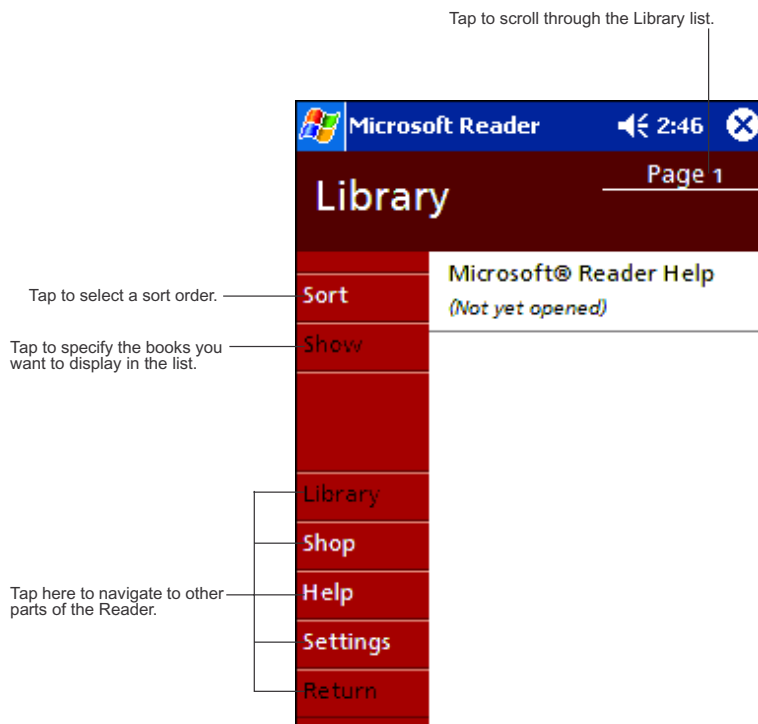 Tap to scroll through the Library list.
Microsoft Reader 2:46
Library
Page 1
Microsoft® Reader Help
(Not yet opened)
Tap to select a sort order.
Sort
Tap to specify the books you
want to display in the list.
Show
Library
Shop
Tap here to navigate to other
parts of the Reader.
Help
Settings
Return